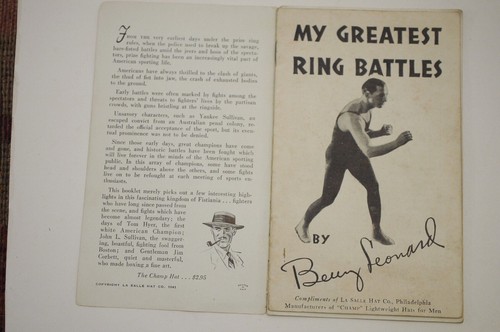 From the very earliest days under the prize ring
rules, when the police used to break up the savage,
bare-fisted battles amid the jeers and boos of the specta-
tors, prize fighting has been an increasingly vital part of
American sporting life.
Americans have always thrilled to the clash of giants,
the thud of fist into jaw, the crash of exhausted bodies
to the ground.
Early battles were often marked by fights among the
spectators and threats to fighters' lives by the partisan
crowds, with guns bristling at the ringside.
Unsavory characters, such as Yankee Sullivan, an
escaped convict from an Australian penal colony, re-
tarded the official acceptance of the sport, but its even-
tual prominence was not to be denied.
Since those early days, great champions have come
and gone, and historic battles have been fought which
will live forever in the minds of the American sporting
public. In this array of champions, some have stood
head and shoulders above the others, and some fights
live on to be refought at each meeting of sports en-
thusiasts.
This booklet merely picks out a few interesting high-
lights in this fascinating kingdom of Fistiania . . . fighters
who have long since passed from
the scene, and fights which have
become almost legendary; the
days of Tom Hyer, the first
white American Champion;
John L. Sullivan, the swagger-
ing, boastful, fighting fool from
Boston; and Gentleman Jim
Corbett, quiet and masterful,
who made boxing a fine art.
The Champ Hat . . . $2.95
COPYRIGHT LA SALLE HAT CO.
MY GREATEST
RING BATTLES
BY
Benny Leonard
Compliments of LA SALLE HAT CO., Philadelphia
Manufacturers of "CHAMP" Lightweight Hats for Men